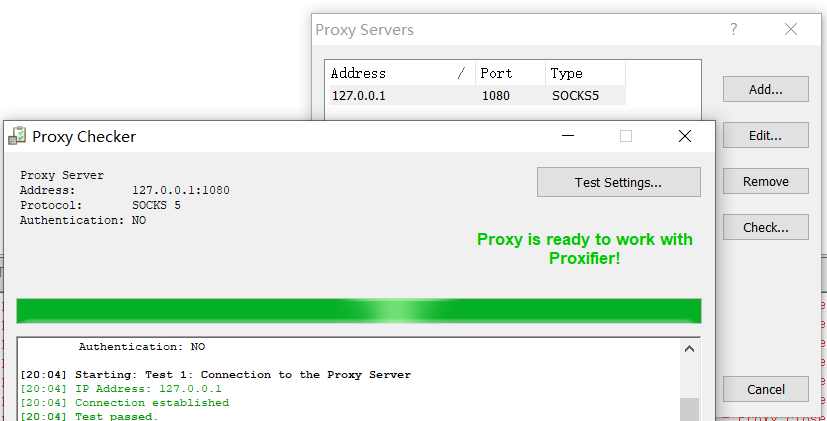 Proxy Servers
?
Address / Port Type
127.0.0.1 1080 SOCKS5
Add...
Edit...
Remove
Check...
Cancel
Proxy Checker
Proxy Server
Address: 127.0.0.1:1080
Protocol: SOCKS 5
Authentication: NO
Test Settings...
Proxy is ready to work with
Proxifier!
Authentication: NO
[20:04] Starting: Test 1: Connection to the Proxy Server
[20:04] IP Address: 127.0.0.1
[20:04] Connection established
[20:04] Test passed.